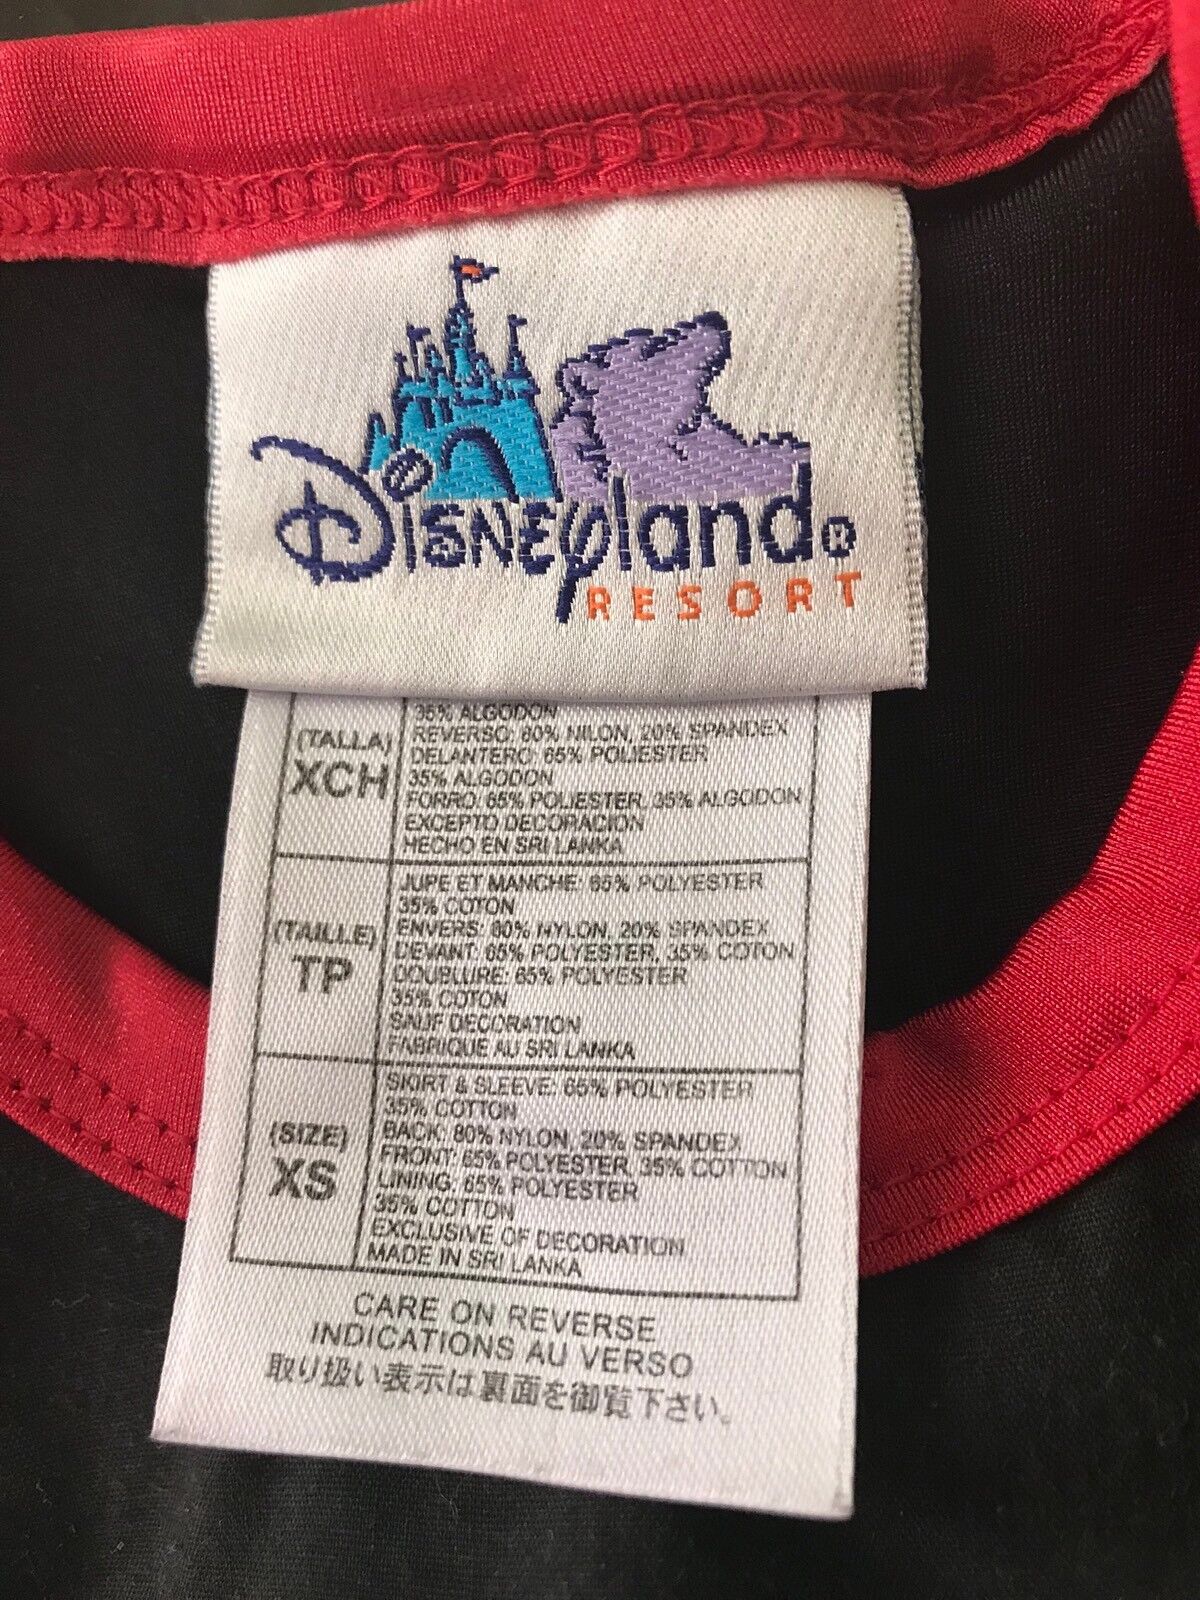 Disneyland®
RESORT
35% ALGODON
REVERSO: 80% NILON, 20% SPANDEX
DELANTERO: 65% POLIESTER
35% ALGODON
FORRO: 65% POLIESTER, 35% ALGODON
EXCEPTO DECORACION
HECHO EN SRI LANKA
(TALLA)
XCH
JUPE ET MANCHE: 65% POLYESTER
35% COTON
ENVERS: 80% NYLON, 20% SPANDEX
DEVANT: 65% POLYESTER, 35% COTON
DOUBLURE: 65% POLYESTER
35% COTON
SAUF DECORATION
FABRIQUE AU SRI LANKA
(TAILLE)
TP
SKIRT & SLEEVE: 65% POLYESTER
35% COTTON
BACK: 80% NYLON, 20% SPANDEX
FRONT: 65% POLYESTER, 35% COTTON
LINING: 65% POLYESTER
35% COTTON
EXCLUSIVE OF DECORATION
MADE IN SRI LANKA
(SIZE)
XS
CARE ON REVERSE
INDICATIONS AU VERSO
取り扱い表示は裏面を御覧下さい。